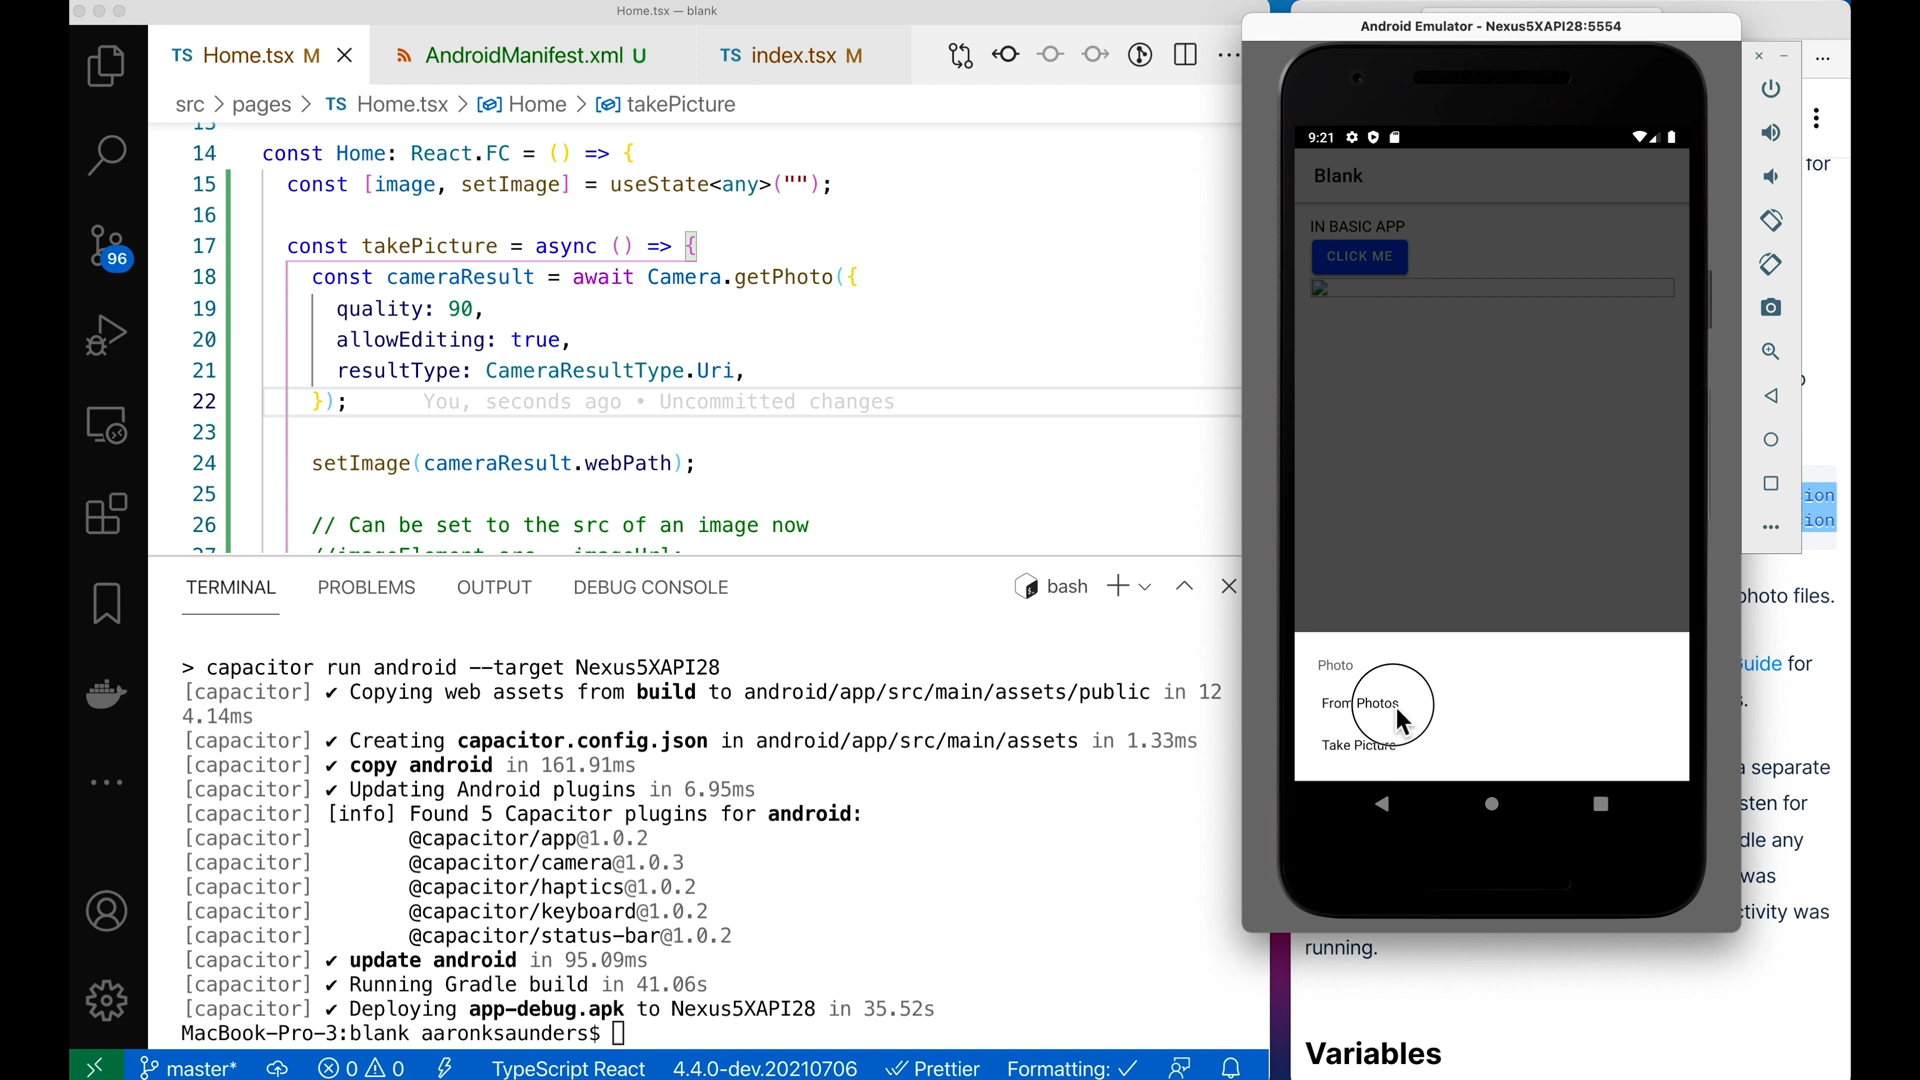 Home.tsx — blank
TS Home.tsx M
AndroidManifest.xml U
TS index.tsx M
src > pages > TS Home.tsx > Home > takePicture
14 const Home: React.FC = () => {
15 const [image, setImage] = useState<any>("");
16
17 const takePicture = async () => {
18 const cameraResult = await Camera.getPhoto({
19 quality: 90,
20 allowEditing: true,
21 resultType: CameraResultType.Uri,
22 }); You, seconds ago • Uncommitted changes
23
24 setImage(cameraResult.webPath);
25
26 // Can be set to the src of an image now
96
TERMINAL PROBLEMS OUTPUT DEBUG CONSOLE
bash
> capacitor run android --target Nexus5XAPI28
[capacitor] ✔ Copying web assets from build to android/app/src/main/assets/public in 12
4.14ms
[capacitor] ✔ Creating capacitor.config.json in android/app/src/main/assets in 1.33ms
[capacitor] ✔ copy android in 161.91ms
[capacitor] ✔ Updating Android plugins in 6.95ms
[capacitor] [info] Found 5 Capacitor plugins for android:
[capacitor] @capacitor/app@1.0.2
[capacitor] @capacitor/camera@1.0.3
[capacitor] @capacitor/haptics@1.0.2
[capacitor] @capacitor/keyboard@1.0.2
[capacitor] @capacitor/status-bar@1.0.2
[capacitor] ✔ update android in 95.09ms
[capacitor] ✔ Running Gradle build in 41.06s
[capacitor] ✔ Deploying app-debug.apk to Nexus5XAPI28 in 35.52s
MacBook-Pro-3:blank aaronksaunders$
master* 0 0 TypeScript React 4.4.0-dev.20210706 Prettier Formatting: ✓
Android Emulator - Nexus5XAPI28:5554
9:21
Blank
IN BASIC APP
CLICK ME
Photo
From Photos
Take Picture
for
ion
ion
photo files.
Guide for
s.
a separate
sten for
dle any
was
ctivity was
running.
Variables